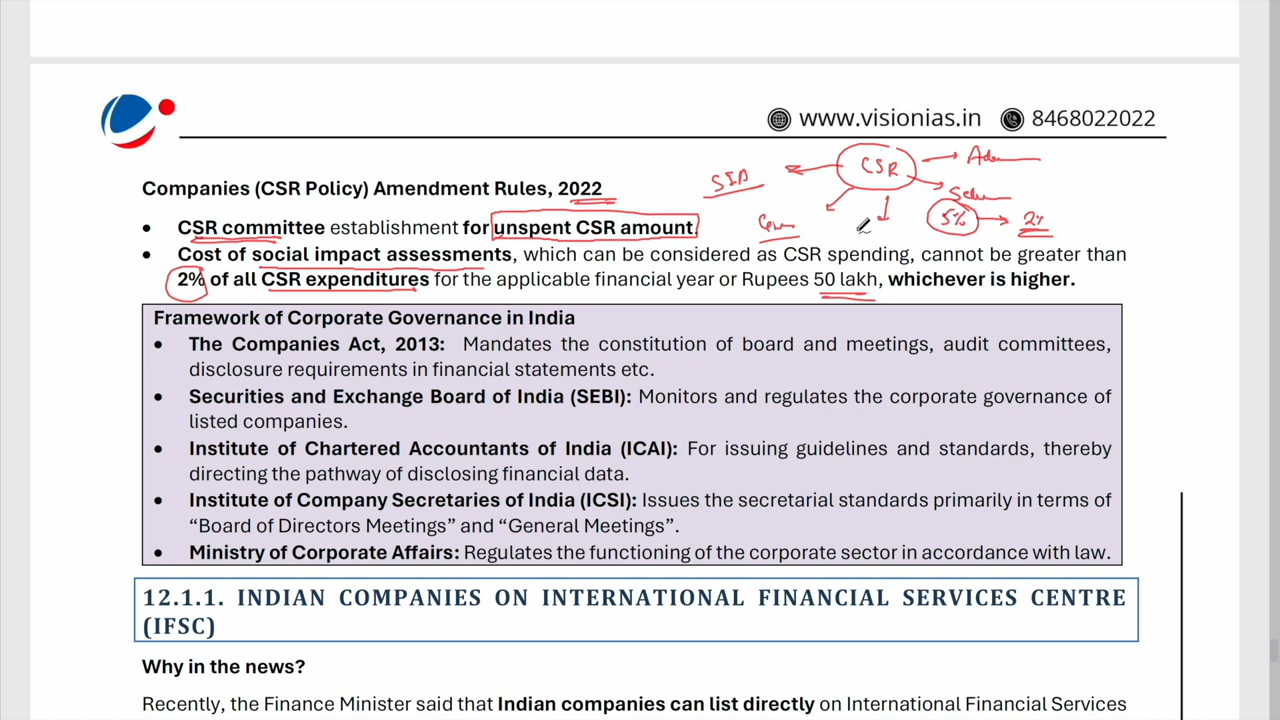 www.visionias.in 8468022022
CSR
SIA
5% → 2%
Companies (CSR Policy) Amendment Rules, 2022
• CSR committee establishment for unspent CSR amount.
• Cost of social impact assessments, which can be considered as CSR spending, cannot be greater than
2% of all CSR expenditures for the applicable financial year or Rupees 50 lakh, whichever is higher.
Framework of Corporate Governance in India
• The Companies Act, 2013: Mandates the constitution of board and meetings, audit committees,
disclosure requirements in financial statements etc.
• Securities and Exchange Board of India (SEBI): Monitors and regulates the corporate governance of
listed companies.
• Institute of Chartered Accountants of India (ICAI): For issuing guidelines and standards, thereby
directing the pathway of disclosing financial data.
• Institute of Company Secretaries of India (ICSI): Issues the secretarial standards primarily in terms of
“Board of Directors Meetings” and “General Meetings”.
• Ministry of Corporate Affairs: Regulates the functioning of the corporate sector in accordance with law.
12.1.1. INDIAN COMPANIES ON INTERNATIONAL FINANCIAL SERVICES CENTRE
(IFSC)
Why in the news?
Recently, the Finance Minister said that Indian companies can list directly on International Financial Services